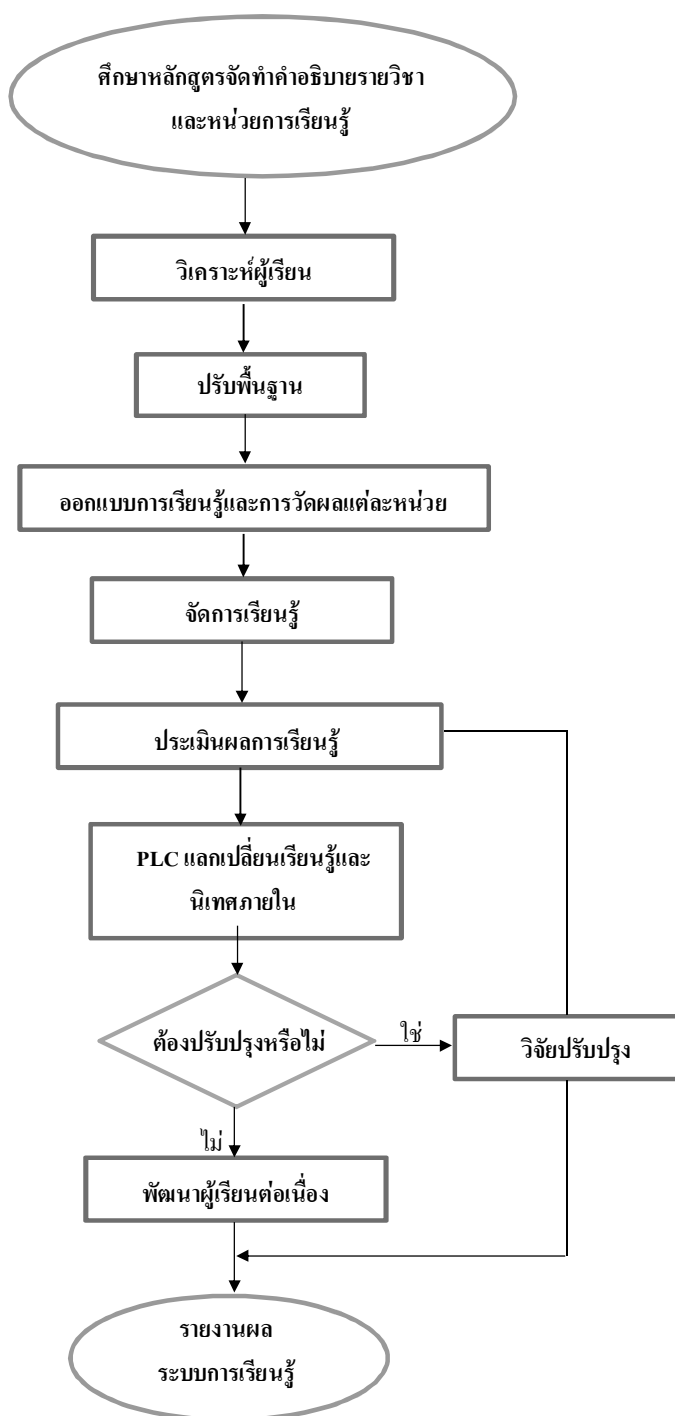 ศึกษาหลักสูตรจัดทำคำอธิบายรายวิชา
และหน่วยการเรียนรู้
วิเคราะห์ผู้เรียน
ปรับพื้นฐาน
ออกแบบการเรียนรู้และการวัดผลแต่ละหน่วย
จัดการเรียนรู้
ประเมินผลการเรียนรู้
PLC แลกเปลี่ยนเรียนรู้และ
นิเทศภายใน
ต้องปรับปรุงหรือไม่
ใช่
วิจัยปรับปรุง
ไม่
พัฒนาผู้เรียนต่อเนื่อง
รายงานผล
ระบบการเรียนรู้